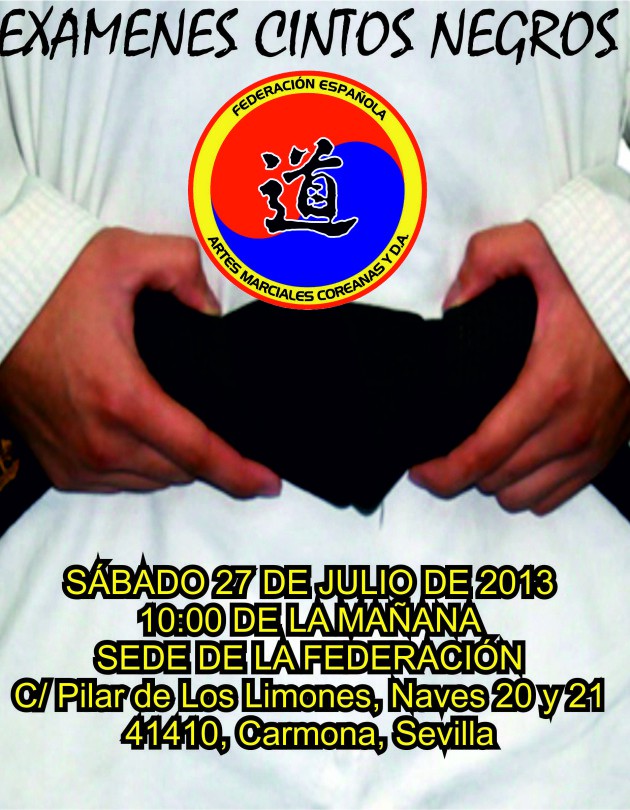 EXAMENES CINTOS NEGROS
FEDERACIÓN ESPAÑOLA
道
ARTES MARCIALES COREANAS Y D.A.
SÁBADO 27 DE JULIO DE 2013
10:00 DE LA MAÑANA
SEDE DE LA FEDERACIÓN
C/ Pilar de Los Limones, Naves 20 y 21
41410, Carmona, Sevilla